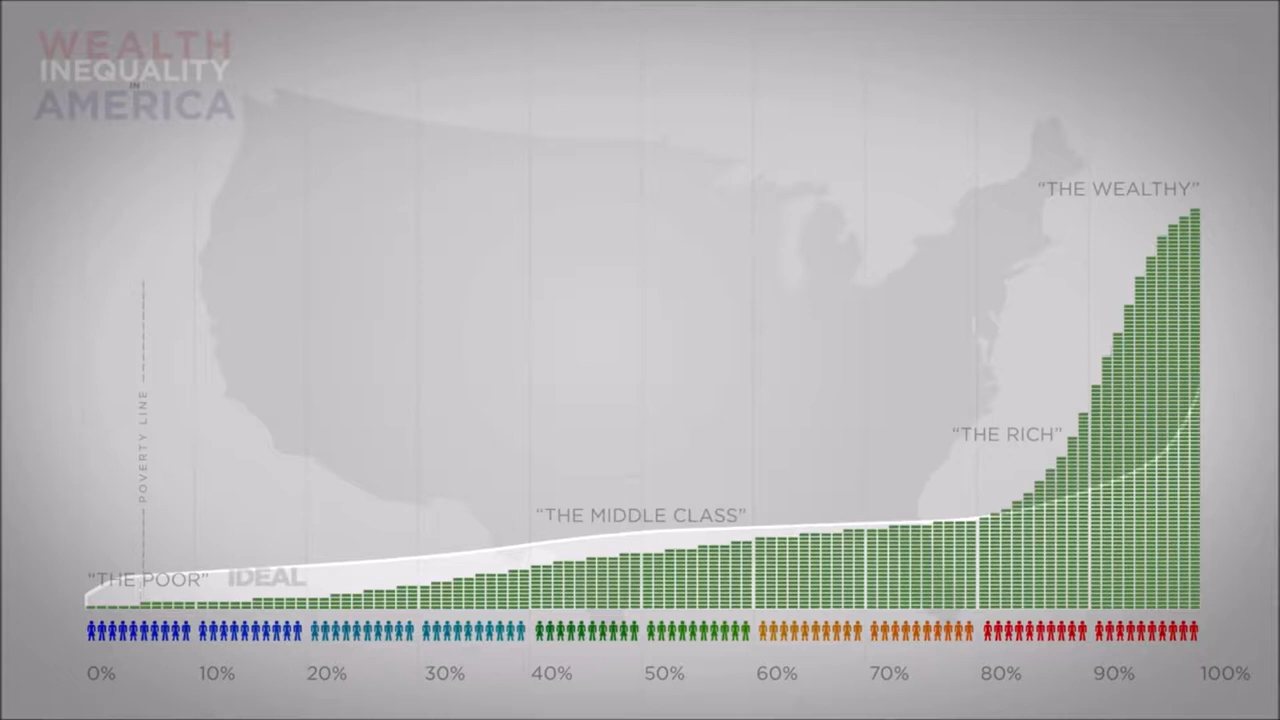 WEALTH
INEQUALITY
IN
AMERICA
“THE WEALTHY”
“THE RICH”
POVERTY LINE
“THE MIDDLE CLASS”
“THE POOR” IDEAL
0% 10% 20% 30% 40% 50% 60% 70% 80% 90% 100%